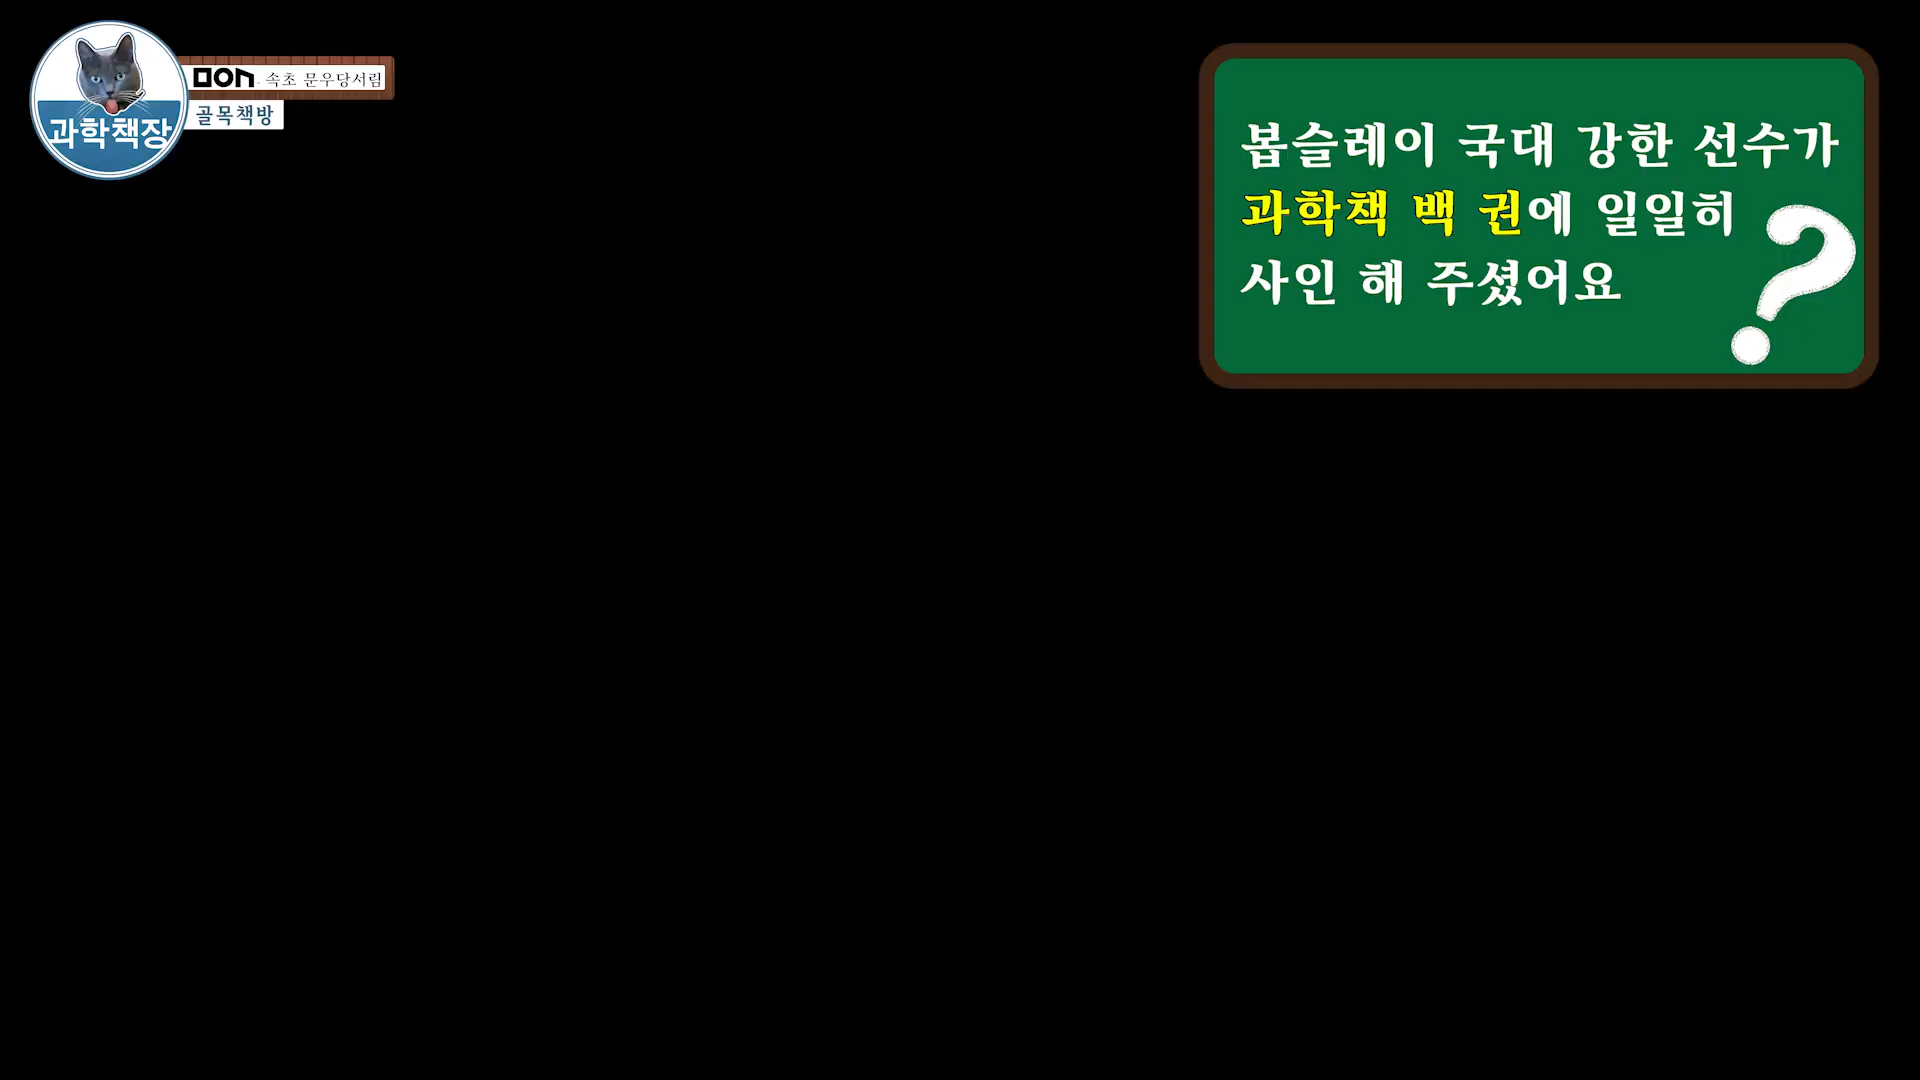 과학책장
속초 문우당서림
골목책방
봅슬레이 국대 강한 선수가
과학책 백 권에 일일히
사인 해 주셨어요
?